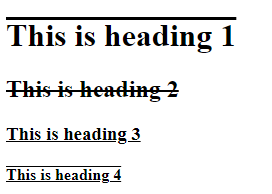 This is heading 1
This is heading 2
This is heading 3
This is heading 4